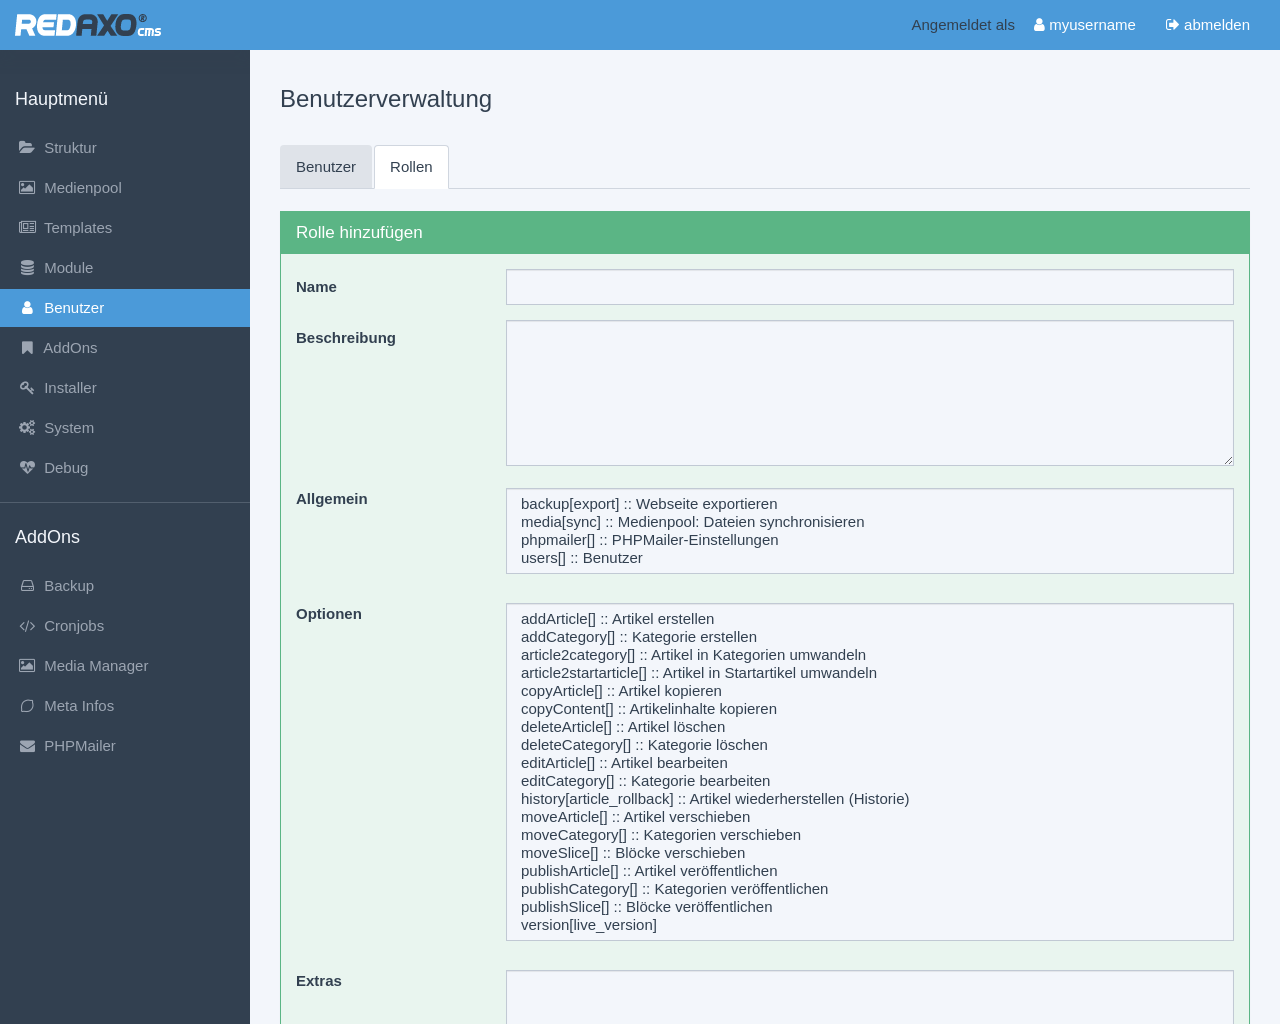 REDAXO® cms
Angemeldet als myusername abmelden
Hauptmenü
Struktur
Medienpool
Templates
Module
Benutzer
AddOns
Installer
System
Debug
AddOns
Backup
Cronjobs
Media Manager
Meta Infos
PHPMailer
Benutzerverwaltung
Benutzer Rollen
Rolle hinzufügen
Name
Beschreibung
Allgemein
backup[export] :: Webseite exportieren
media[sync] :: Medienpool: Dateien synchronisieren
phpmailer[] :: PHPMailer-Einstellungen
users[] :: Benutzer
Optionen
addArticle[] :: Artikel erstellen
addCategory[] :: Kategorie erstellen
article2category[] :: Artikel in Kategorien umwandeln
article2startarticle[] :: Artikel in Startartikel umwandeln
copyArticle[] :: Artikel kopieren
copyContent[] :: Artikelinhalte kopieren
deleteArticle[] :: Artikel löschen
deleteCategory[] :: Kategorie löschen
editArticle[] :: Artikel bearbeiten
editCategory[] :: Kategorie bearbeiten
history[article_rollback] :: Artikel wiederherstellen (Historie)
moveArticle[] :: Artikel verschieben
moveCategory[] :: Kategorien verschieben
moveSlice[] :: Blöcke verschieben
publishArticle[] :: Artikel veröffentlichen
publishCategory[] :: Kategorien veröffentlichen
publishSlice[] :: Blöcke veröffentlichen
version[live_version]
Extras